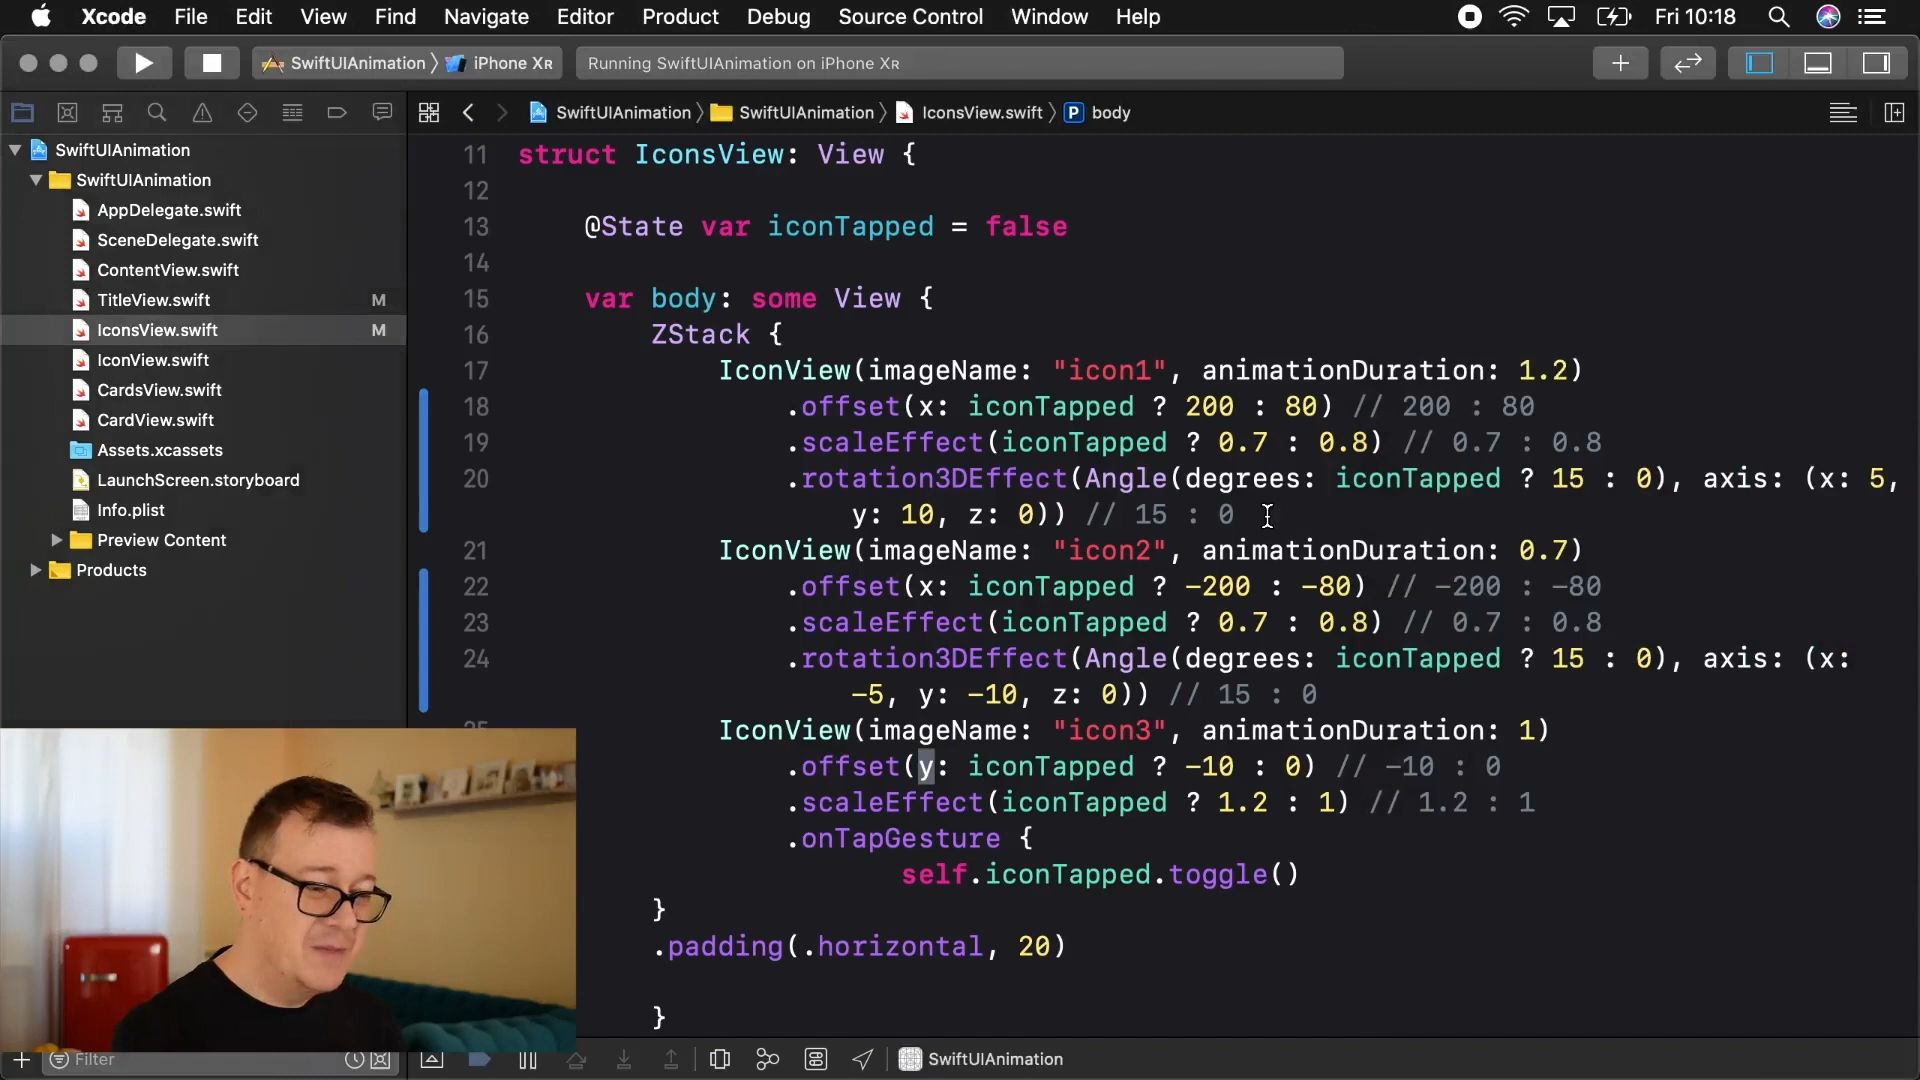 Xcode File Edit View Find Navigate Editor Product Debug Source Control Window Help Fri 10:18
SwiftUIAnimation iPhone XR Running SwiftUIAnimation on iPhone XR
SwiftUIAnimation SwiftUIAnimation IconsView.swift P body
SwiftUIAnimation
SwiftUIAnimation
AppDelegate.swift
SceneDelegate.swift
ContentView.swift
TitleView.swift M
IconsView.swift M
IconView.swift
CardsView.swift
CardView.swift
Assets.xcassets
LaunchScreen.storyboard
Info.plist
Preview Content
Products
11 struct IconsView: View {
12
13 @State var iconTapped = false
14
15 var body: some View {
16 ZStack {
17 IconView(imageName: "icon1", animationDuration: 1.2)
18 .offset(x: iconTapped ? 200 : 80) // 200 : 80
19 .scaleEffect(iconTapped ? 0.7 : 0.8) // 0.7 : 0.8
20 .rotation3DEffect(Angle(degrees: iconTapped ? 15 : 0), axis: (x: 5,
y: 10, z: 0)) // 15 : 0
21 IconView(imageName: "icon2", animationDuration: 0.7)
22 .offset(x: iconTapped ? -200 : -80) // -200 : -80
23 .scaleEffect(iconTapped ? 0.7 : 0.8) // 0.7 : 0.8
24 .rotation3DEffect(Angle(degrees: iconTapped ? 15 : 0), axis: (x:
-5, y: -10, z: 0)) // 15 : 0
25 IconView(imageName: "icon3", animationDuration: 1)
.offset(y: iconTapped ? -10 : 0) // -10 : 0
.scaleEffect(iconTapped ? 1.2 : 1) // 1.2 : 1
.onTapGesture {
self.iconTapped.toggle()
}
.padding(.horizontal, 20)
}
Filter SwiftUIAnimation